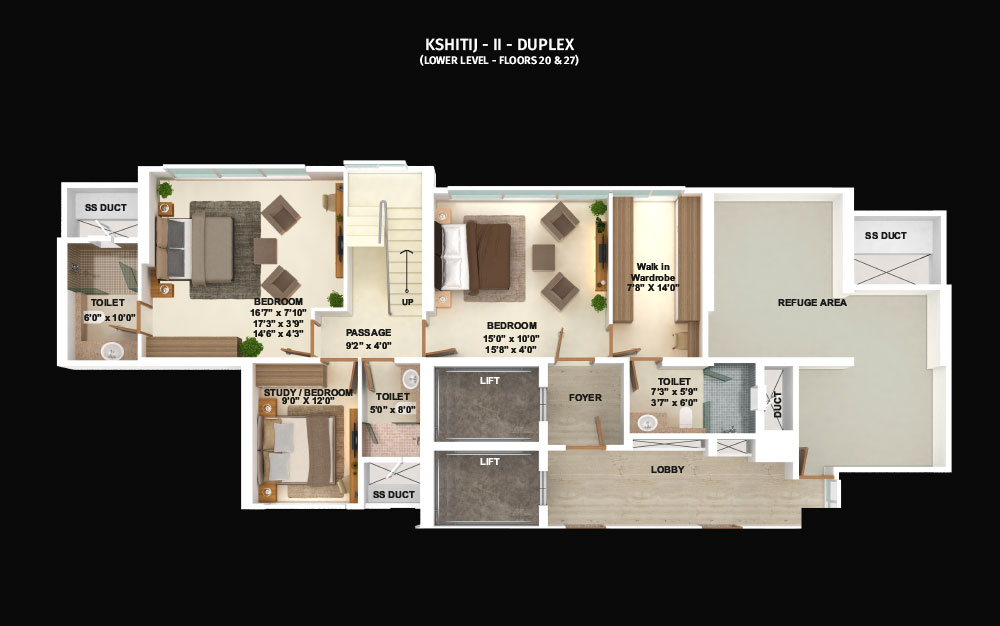 KSHITIJ - II - DUPLEX
(LOWER LEVEL - FLOORS 20 & 27)
SS DUCT
TOILET
6'0" x 10'0"
BEDROOM
16'7" x 7'10"
17'3" x 3'9"
14'6" x 4'3"
UP
PASSAGE
9'2" x 4'0"
BEDROOM
15'0" x 10'0"
15'8" x 4'0"
Walk in
Wardrobe
7'8" X 14'0"
SS DUCT
REFUGE AREA
STUDY / BEDROOM
9'0" X 12'0"
TOILET
5'0" x 8'0"
SS DUCT
LIFT
LIFT
FOYER
TOILET
7'3" x 5'9"
3'7" x 6'0"
DUCT
LOBBY